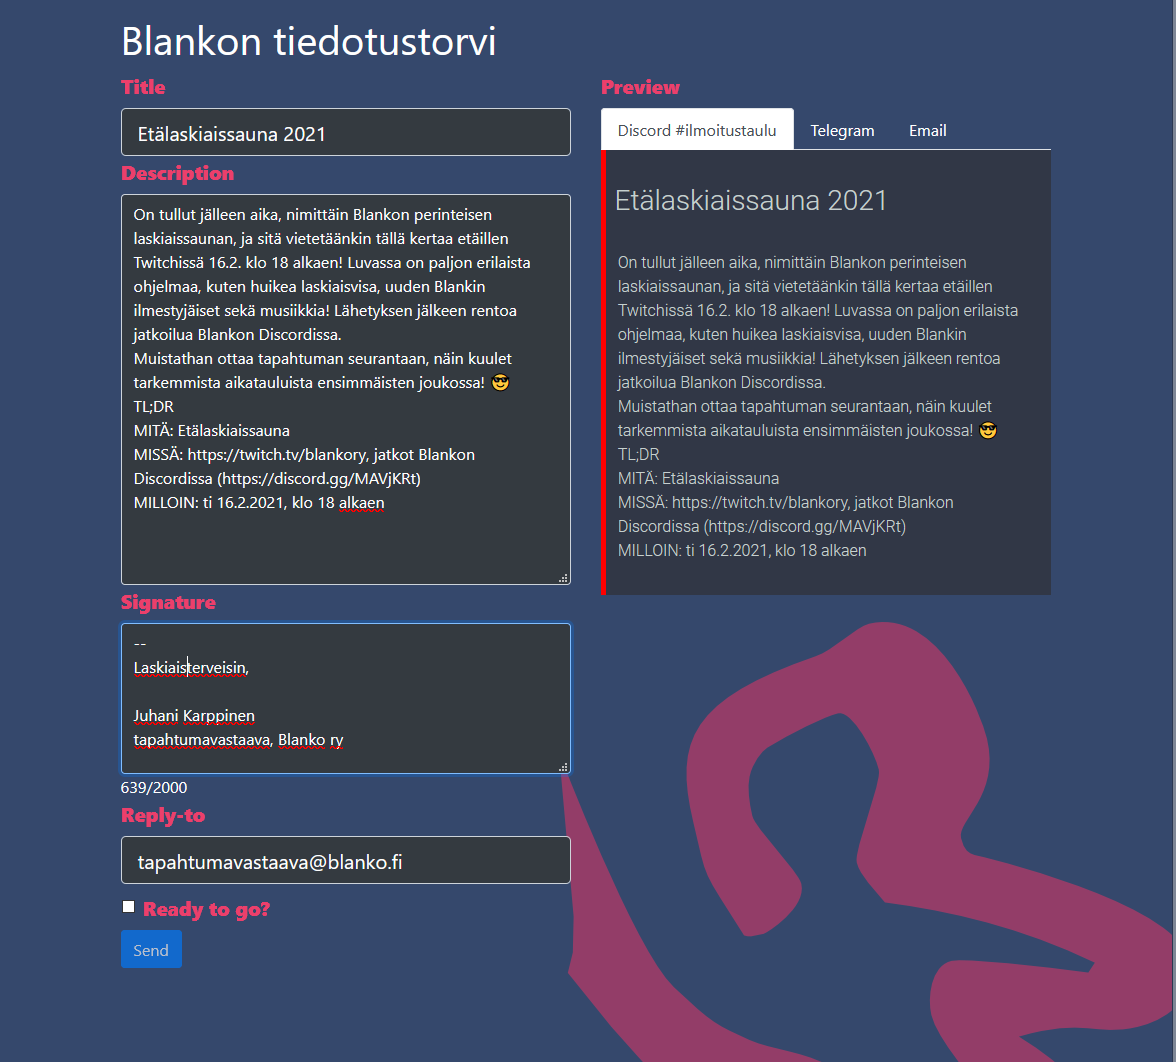 Blankon tiedotustorvi
Title
Etälaskiaissauna 2021
Description
On tullut jälleen aika, nimittäin Blankon perinteisen
laskiaissaunan, ja sitä vietetäänkin tällä kertaa etäillen
Twitchissä 16.2. klo 18 alkaen! Luvassa on paljon erilaista
ohjelmaa, kuten huikea laskiaisvisa, uuden Blankin
ilmestyjäiset sekä musiikkia! Lähetyksen jälkeen rentoa
jatkoilua Blankon Discordissa.
Muistathan ottaa tapahtuman seurantaan, näin kuulet
tarkemmista aikatauluista ensimmäisten joukossa! 😎
TL;DR
MITÄ: Etälaskiaissauna
MISSÄ: https://twitch.tv/blankory, jatkot Blankon
Discordissa (https://discord.gg/MAVjKRt)
MILLOIN: ti 16.2.2021, klo 18 alkaen
Signature
--
Laskiaisterveisin,
Juhani Karppinen
tapahtumavastaava, Blanko ry
639/2000
Reply-to
tapahtumavastaava@blanko.fi
Ready to go?
Send
Preview
Discord #ilmoitustaulu Telegram Email
Etälaskiaissauna 2021
On tullut jälleen aika, nimittäin Blankon perinteisen
laskiaissaunan, ja sitä vietetäänkin tällä kertaa etäillen
Twitchissä 16.2. klo 18 alkaen! Luvassa on paljon erilaista
ohjelmaa, kuten huikea laskiaisvisa, uuden Blankin
ilmestyjäiset sekä musiikkia! Lähetyksen jälkeen rentoa
jatkoilua Blankon Discordissa.
Muistathan ottaa tapahtuman seurantaan, näin kuulet
tarkemmista aikatauluista ensimmäisten joukossa! 😎
TL;DR
MITÄ: Etälaskiaissauna
MISSÄ: https://twitch.tv/blankory, jatkot Blankon
Discordissa (https://discord.gg/MAVjKRt)
MILLOIN: ti 16.2.2021, klo 18 alkaen